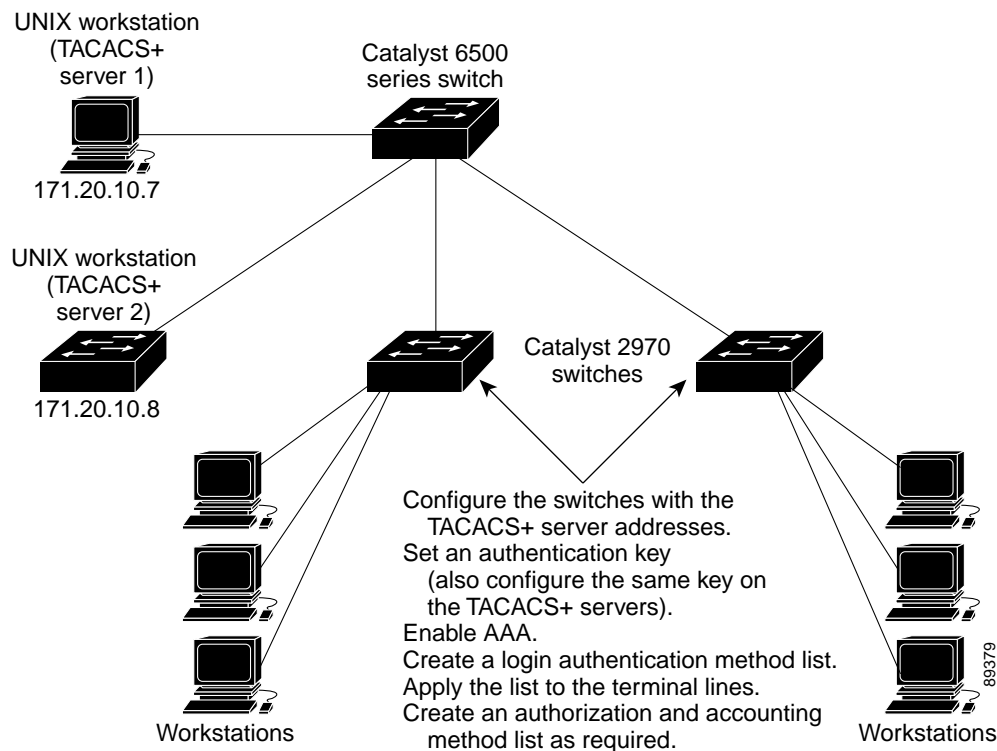 UNIX workstation
(TACACS+
server 1)
Catalyst 6500
series switch
171.20.10.7
UNIX workstation
(TACACS+
server 2)
171.20.10.8
Catalyst 2970
switches
Configure the switches with the
TACACS+ server addresses.
Set an authentication key
(also configure the same key on
the TACACS+ servers).
Enable AAA.
Create a login authentication method list.
Apply the list to the terminal lines.
Create an authorization and accounting
method list as required.
Workstations
Workstations
89379